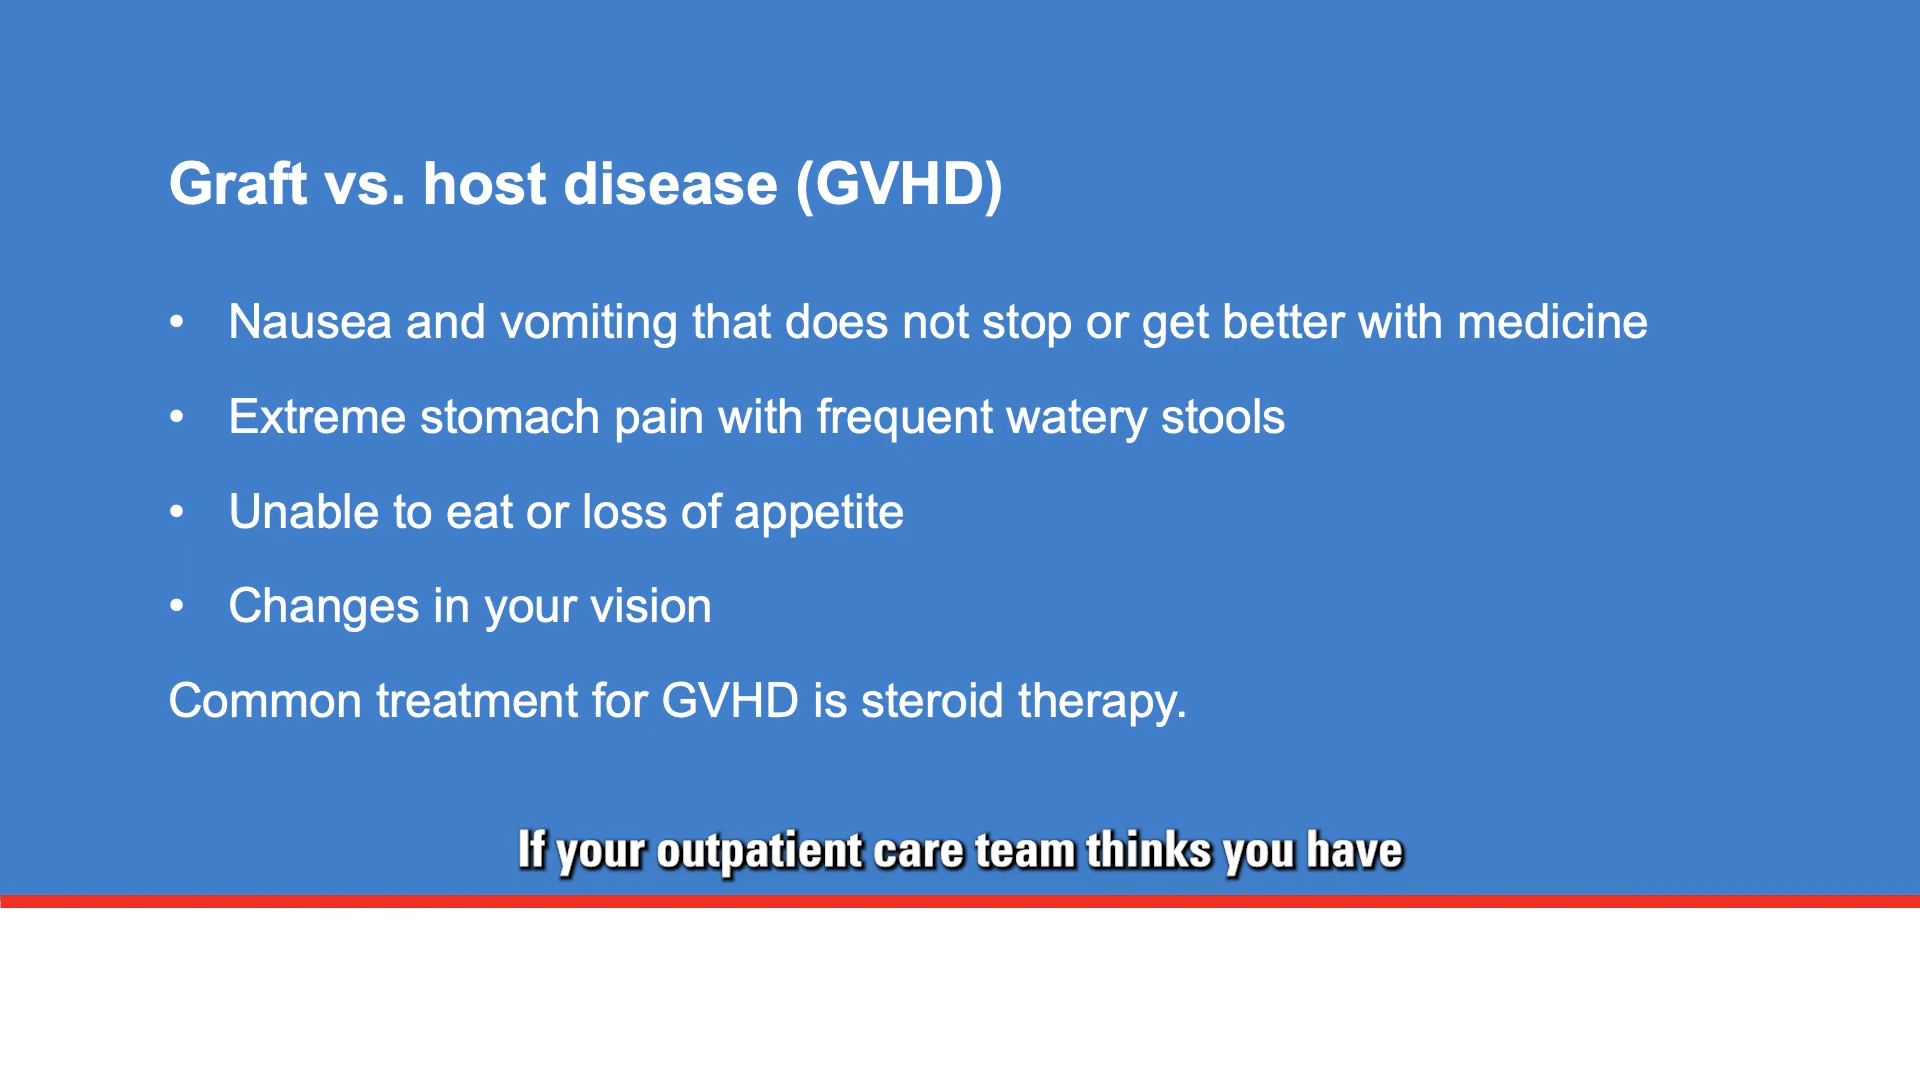 Graft vs. host disease (GVHD)
• Nausea and vomiting that does not stop or get better with medicine
• Extreme stomach pain with frequent watery stools
• Unable to eat or loss of appetite
• Changes in your vision
Common treatment for GVHD is steroid therapy.
If your outpatient care team thinks you have